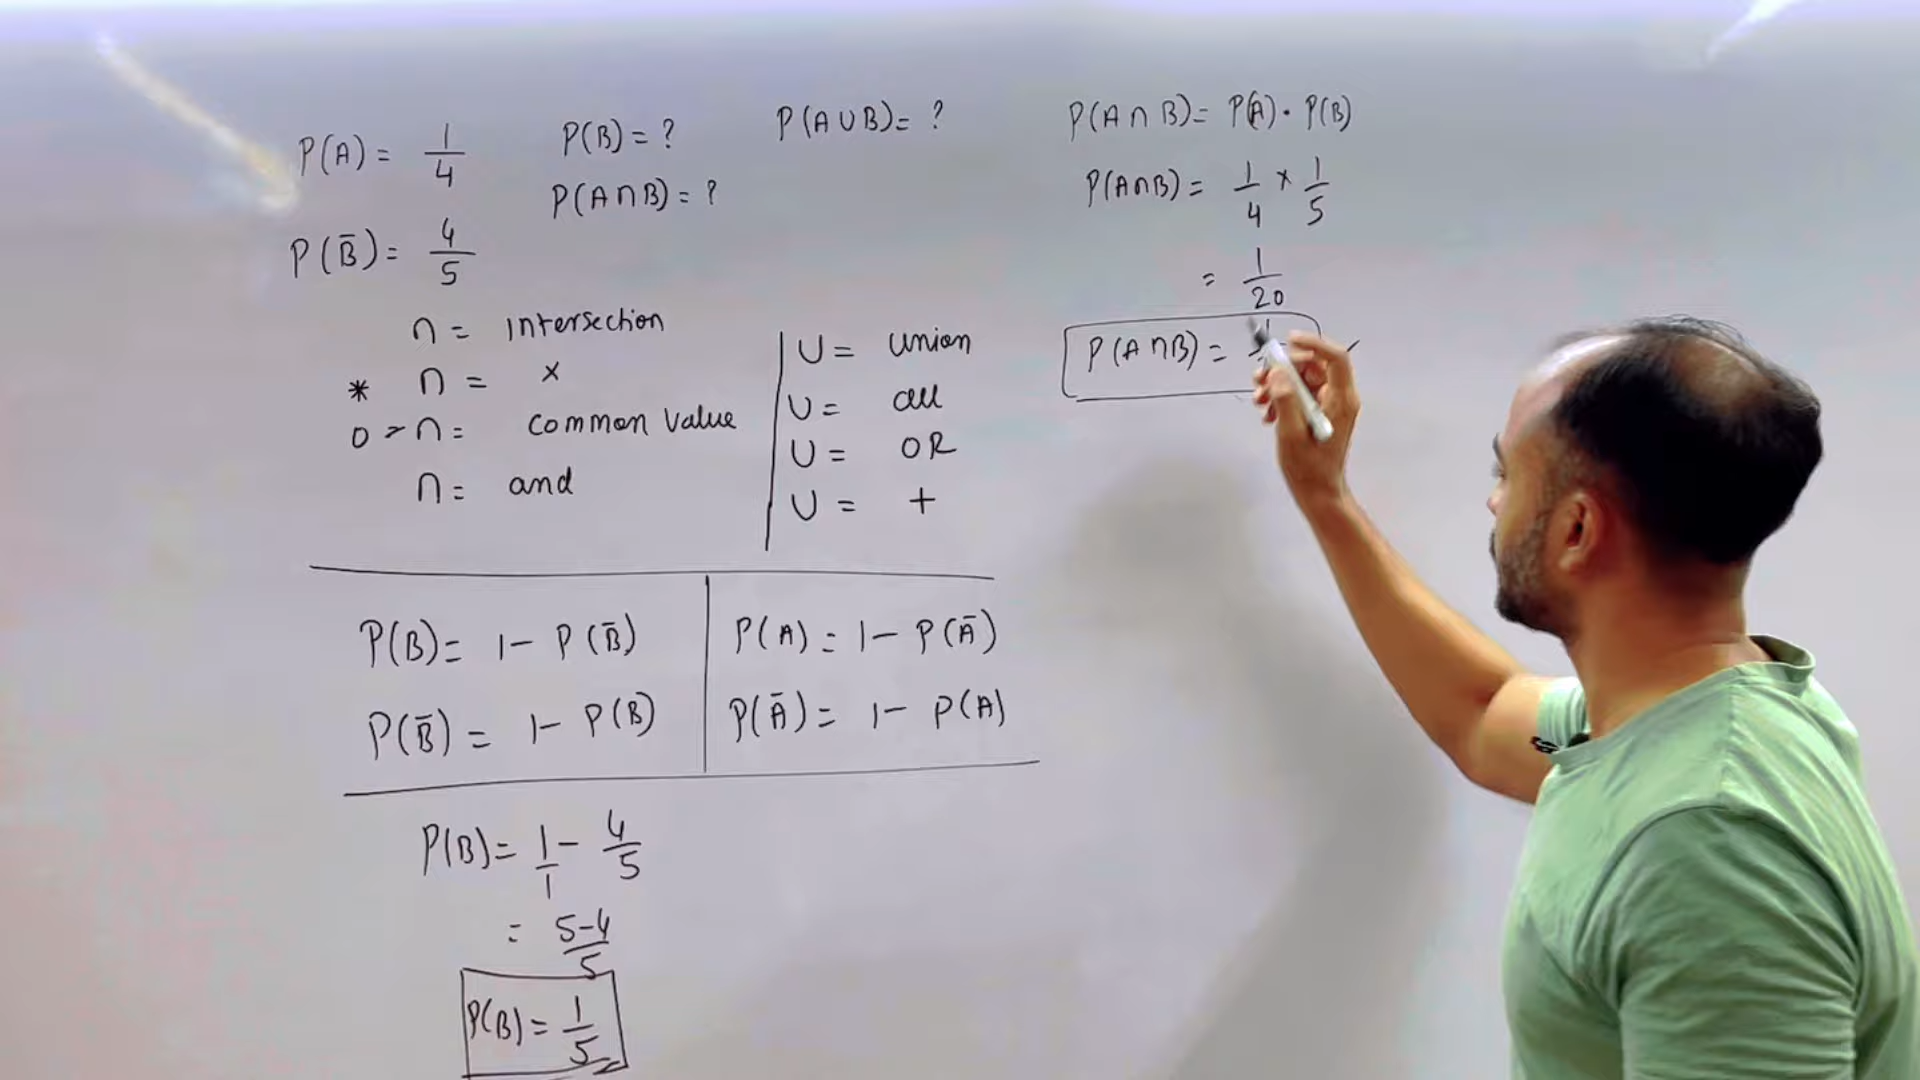 P(A) = 1/4
P(B̄) = 4/5
P(B) = ?
P(A∩B) = ?
P(A∪B) = ?
∩ = Intersection
* ∩ = ×
∩ = Common Value
∩ = and
∪ = Union
∪ = all
∪ = OR
∪ = +
P(B) = 1 - P(B̄)
P(B̄) = 1 - P(B)
P(A) = 1 - P(Ā)
P(Ā) = 1 - P(A)
P(B) = 1/1 - 4/5
= 5-4/5
P(B) = 1/5
P(A∩B) = P(A) · P(B)
P(A∩B) = 1/4 × 1/5
= 1/20
P(A∩B) =